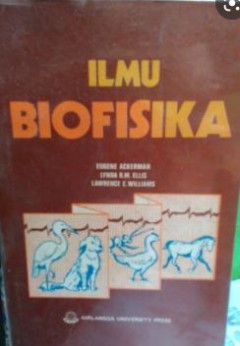 ILMU
BIOFISIKA
EUGENE ACKERMAN
LYNDA B.M. ELLIS
LAWRENCE E. WILLIAMS
AIRLANGGA UNIVERSITY PRESS